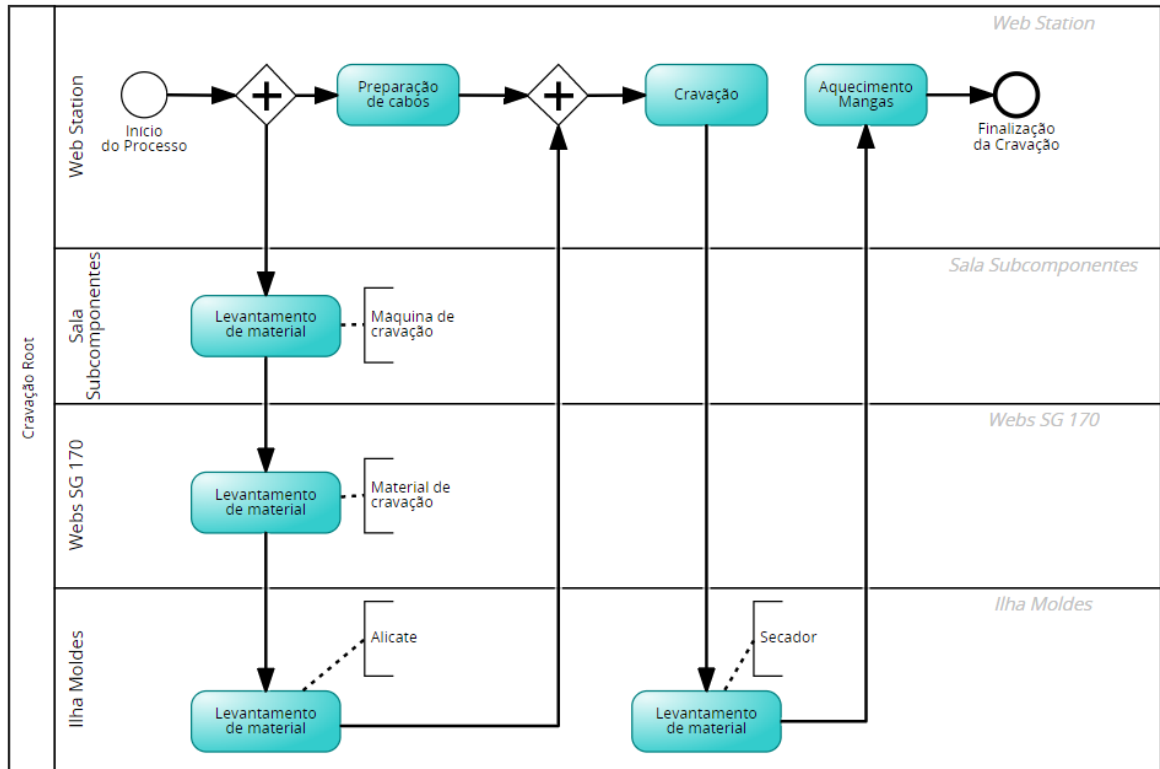 Cravação Root
Web Station
Web Station
Início
do Processo
Preparação
de cabos
Cravação
Aquecimento
Mangas
Finalização
da Cravação
Sala
Subcomponentes
Sala Subcomponentes
Levantamento
de material
Maquina de
cravação
Webs SG 170
Webs SG 170
Levantamento
de material
Material de
cravação
Ilha Moldes
Ilha Moldes
Alicate
Levantamento
de material
Secador
Levantamento
de material